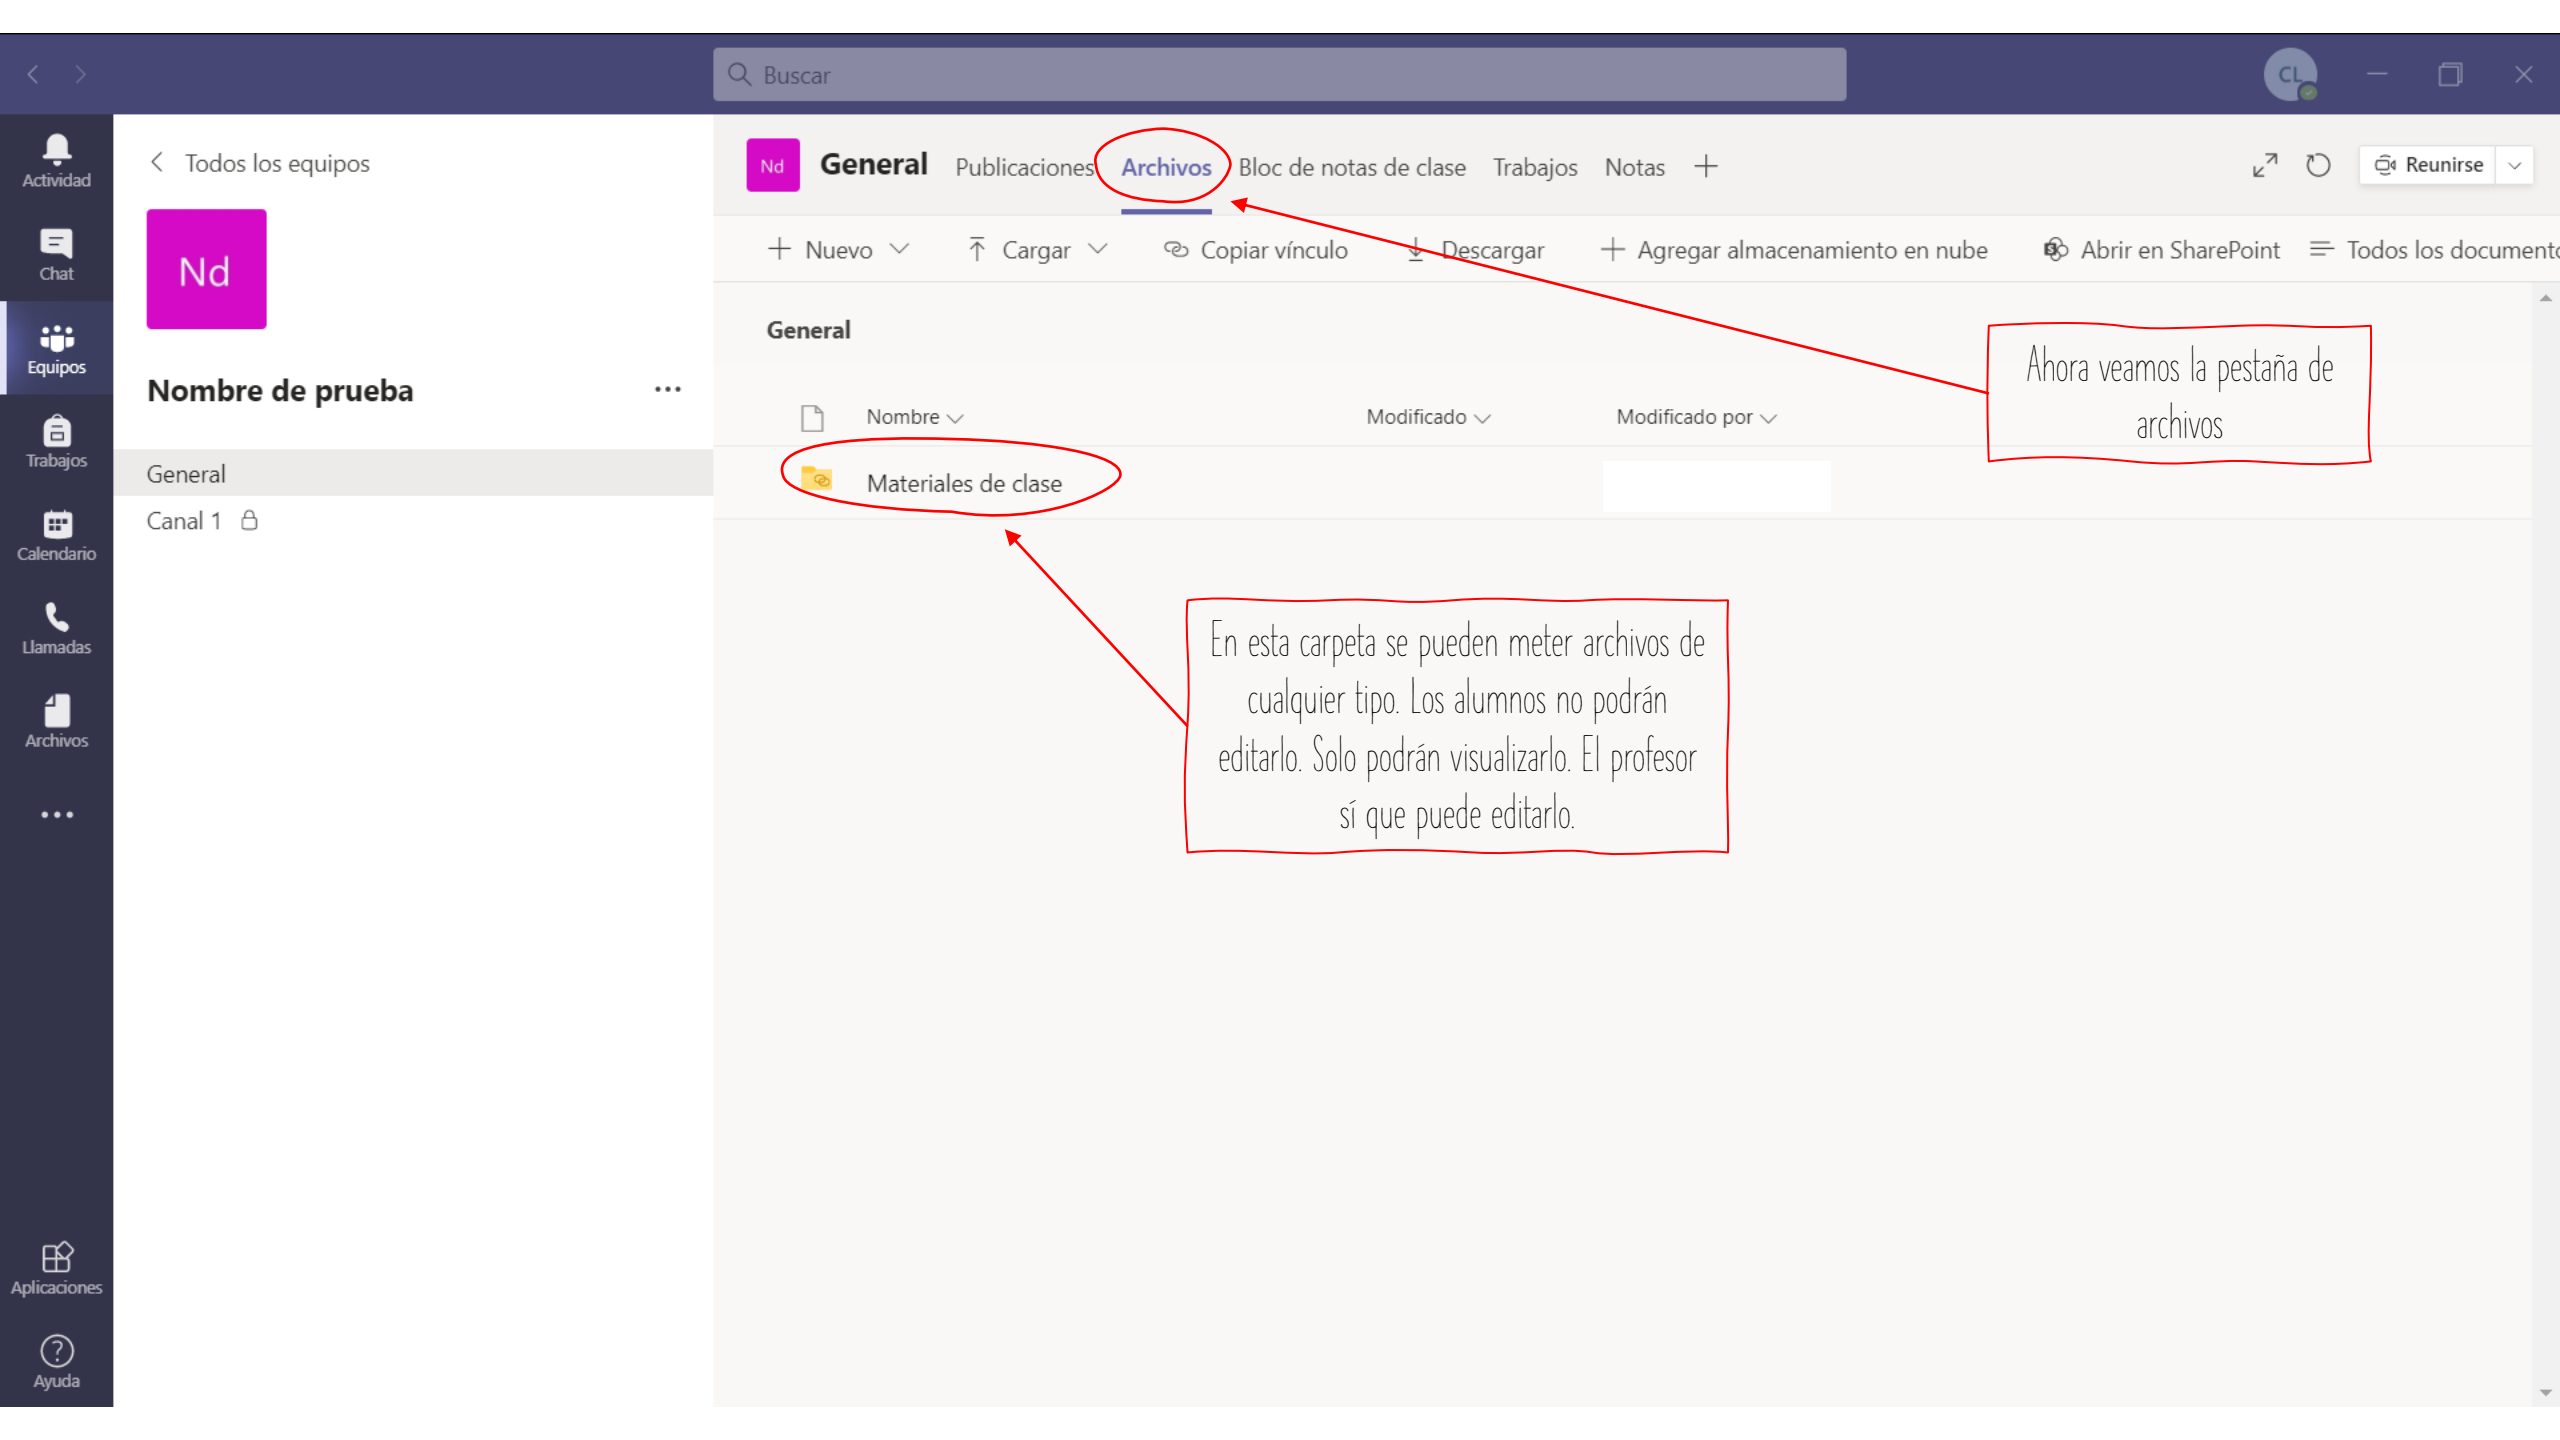 Buscar
CL
Actividad
Chat
Equipos
Trabajos
Calendario
Llamadas
Archivos
Aplicaciones
Ayuda
Todos los equipos
Nd
Nombre de prueba
General
Canal 1
Nd General Publicaciones Archivos Bloc de notas de clase Trabajos Notas Reunirse
Nuevo Cargar Copiar vínculo Descargar Agregar almacenamiento en nube Abrir en SharePoint Todos los documento
General
Nombre Modificado Modificado por
Materiales de clase
Ahora veamos la pestaña de
archivos
En esta carpeta se pueden meter archivos de
cualquier tipo. Los alumnos no podrán
editarlo. Solo podrán visualizarlo. El profesor
sí que puede editarlo.